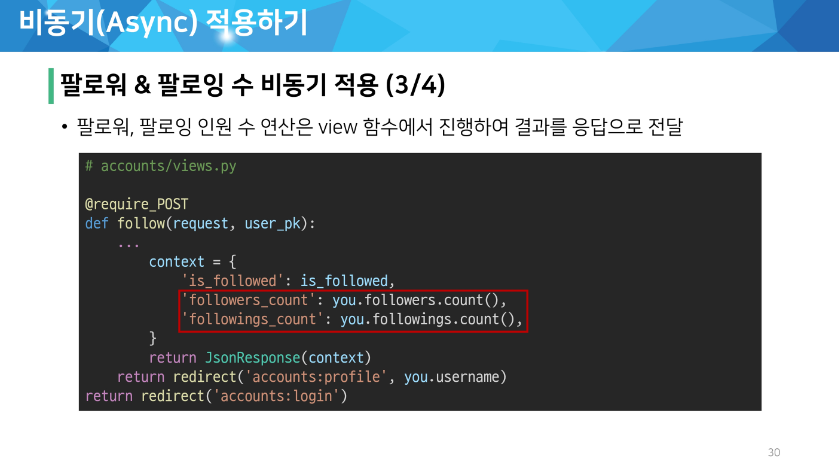 비동기(Async) 적용하기
팔로워 & 팔로잉 수 비동기 적용 (3/4)
• 팔로워, 팔로잉 인원 수 연산은 view 함수에서 진행하여 결과를 응답으로 전달
# accounts/views.py
@require_POST
def follow(request, user_pk):
...
context = {
'is_followed': is_followed,
'followers_count': you.followers.count(),
'followings_count': you.followings.count(),
}
return JsonResponse(context)
return redirect('accounts:profile', you.username)
return redirect('accounts:login')
30